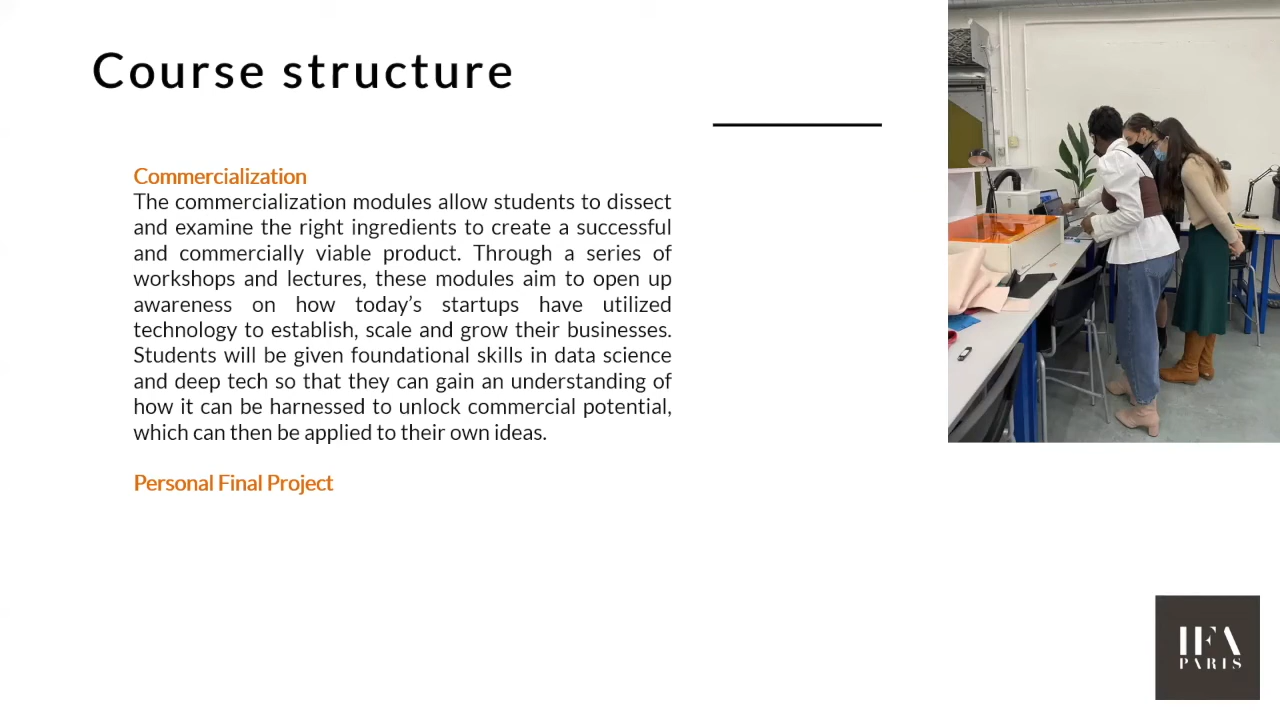 Course structure
Commercialization
The commercialization modules allow students to dissect
and examine the right ingredients to create a successful
and commercially viable product. Through a series of
workshops and lectures, these modules aim to open up
awareness on how today’s startups have utilized
technology to establish, scale and grow their businesses.
Students will be given foundational skills in data science
and deep tech so that they can gain an understanding of
how it can be harnessed to unlock commercial potential,
which can then be applied to their own ideas.
Personal Final Project
IFA
PARIS